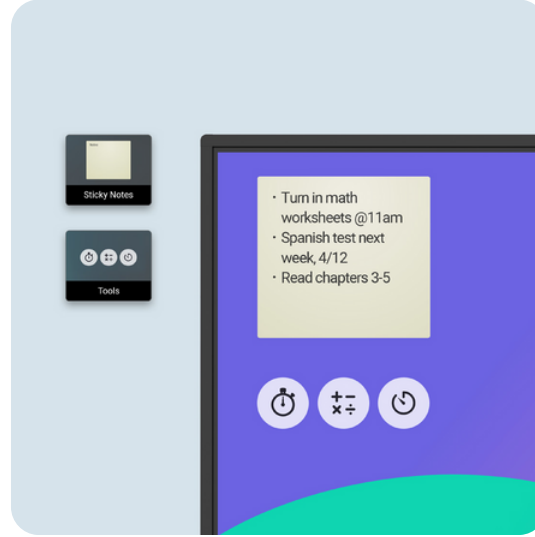 Sticky Notes
Tools
· Turn in math
worksheets @11am
· Spanish test next
week, 4/12
· Read chapters 3-5